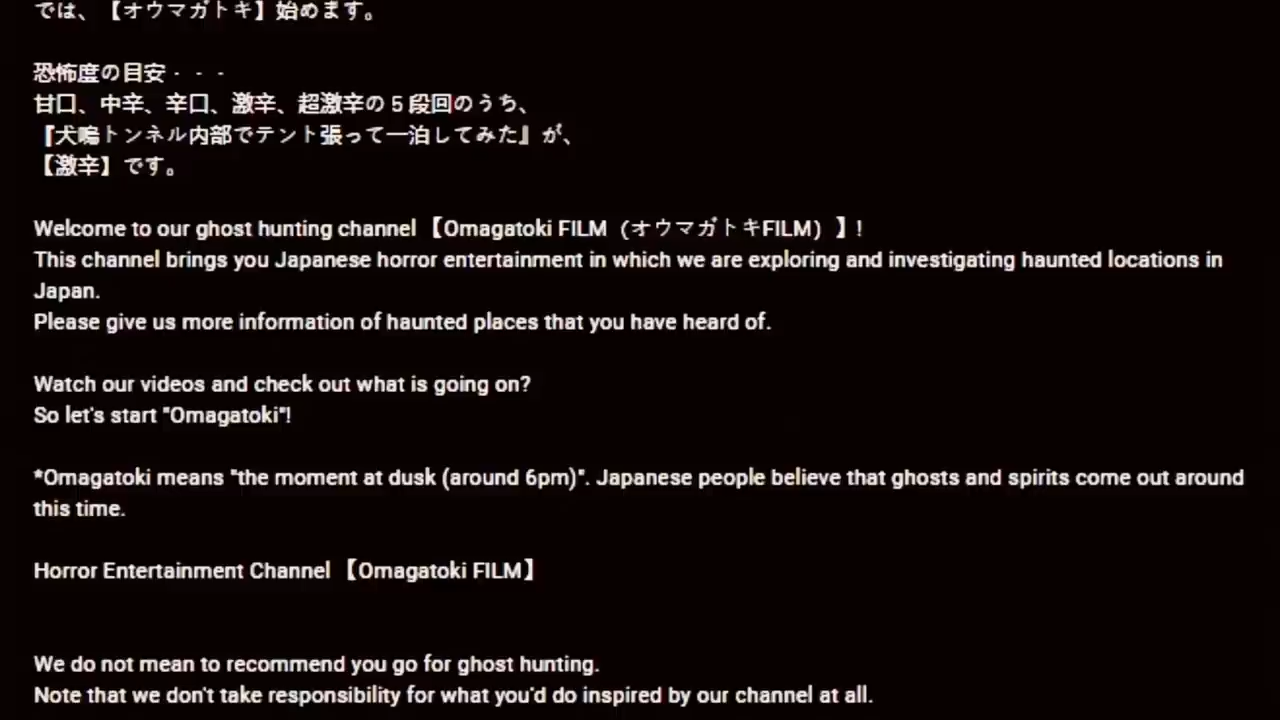 では、【オウマガトキ】始めます。
恐怖度の目安・・・
甘口、中辛、辛口、激辛、超激辛の５段回のうち、
『犬鳴トンネル内部でテント張って一泊してみた』が、
【激辛】です。
Welcome to our ghost hunting channel 【Omagatoki FILM（オウマガトキFILM）】!
This channel brings you Japanese horror entertainment in which we are exploring and investigating haunted locations in
Japan.
Please give us more information of haunted places that you have heard of.
Watch our videos and check out what is going on?
So let's start "Omagatoki"!
*Omagatoki means "the moment at dusk (around 6pm)". Japanese people believe that ghosts and spirits come out around
this time.
Horror Entertainment Channel 【Omagatoki FILM】
We do not mean to recommend you go for ghost hunting.
Note that we don't take responsibility for what you'd do inspired by our channel at all.